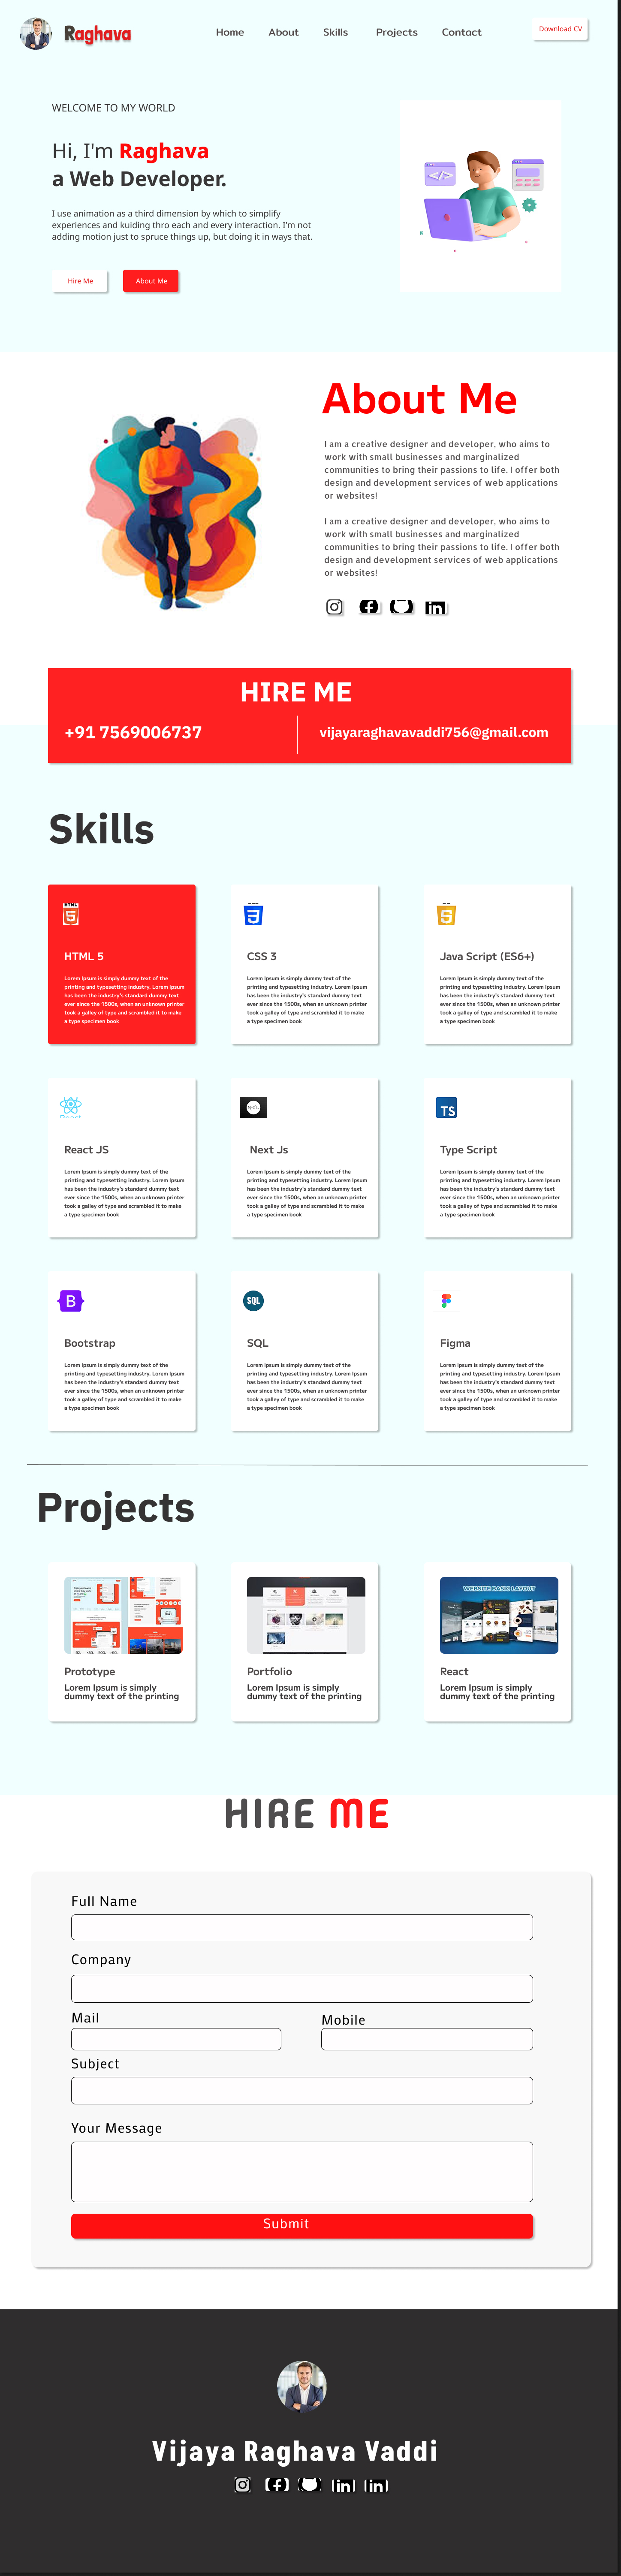 Raghava
Home
About
Skills
Projects
Contact
Download CV
WELCOME TO MY WORLD
Hi, I'm Raghava
a Web Developer.
I use animation as a third dimension by which to simplify
experiences and kuiding thro each and every interaction. I'm not
adding motion just to spruce things up, but doing it in ways that.
Hire Me
About Me
About Me
I am a creative designer and developer, who aims to
work with small businesses and marginalized
communities to bring their passions to life. I offer both
design and development services of web applications
or websites!
I am a creative designer and developer, who aims to
work with small businesses and marginalized
communities to bring their passions to life. I offer both
design and development services of web applications
or websites!
in
HIRE ME
+91 7569006737
vijayaraghavavaddi756@gmail.com
Skills
HTML
5
HTML 5
Lorem Ipsum is simply dummy text of the
printing and typesetting industry. Lorem Ipsum
has been the industry's standard dummy text
ever since the 1500s, when an unknown printer
took a galley of type and scrambled it to make
a type specimen book
3
CSS 3
Lorem Ipsum is simply dummy text of the
printing and typesetting industry. Lorem Ipsum
has been the industry's standard dummy text
ever since the 1500s, when an unknown printer
took a galley of type and scrambled it to make
a type specimen book
Java Script (ES6+)
Lorem Ipsum is simply dummy text of the
printing and typesetting industry. Lorem Ipsum
has been the industry's standard dummy text
ever since the 1500s, when an unknown printer
took a galley of type and scrambled it to make
a type specimen book
React JS
Lorem Ipsum is simply dummy text of the
printing and typesetting industry. Lorem Ipsum
has been the industry's standard dummy text
ever since the 1500s, when an unknown printer
took a galley of type and scrambled it to make
a type specimen book
Next Js
Lorem Ipsum is simply dummy text of the
printing and typesetting industry. Lorem Ipsum
has been the industry's standard dummy text
ever since the 1500s, when an unknown printer
took a galley of type and scrambled it to make
a type specimen book
TS
Type Script
Lorem Ipsum is simply dummy text of the
printing and typesetting industry. Lorem Ipsum
has been the industry's standard dummy text
ever since the 1500s, when an unknown printer
took a galley of type and scrambled it to make
a type specimen book
B
Bootstrap
Lorem Ipsum is simply dummy text of the
printing and typesetting industry. Lorem Ipsum
has been the industry's standard dummy text
ever since the 1500s, when an unknown printer
took a galley of type and scrambled it to make
a type specimen book
SQL
SQL
Lorem Ipsum is simply dummy text of the
printing and typesetting industry. Lorem Ipsum
has been the industry's standard dummy text
ever since the 1500s, when an unknown printer
took a galley of type and scrambled it to make
a type specimen book
Figma
Lorem Ipsum is simply dummy text of the
printing and typesetting industry. Lorem Ipsum
has been the industry's standard dummy text
ever since the 1500s, when an unknown printer
took a galley of type and scrambled it to make
a type specimen book
Projects
Prototype
Lorem Ipsum is simply
dummy text of the printing
Portfolio
Lorem Ipsum is simply
dummy text of the printing
WEBSITE BASIC LAYOUT
React
Lorem Ipsum is simply
dummy text of the printing
HIRE ME
Full Name
Company
Mail
Mobile
Subject
Your Message
Submit
Vijaya Raghava Vaddi
in
in